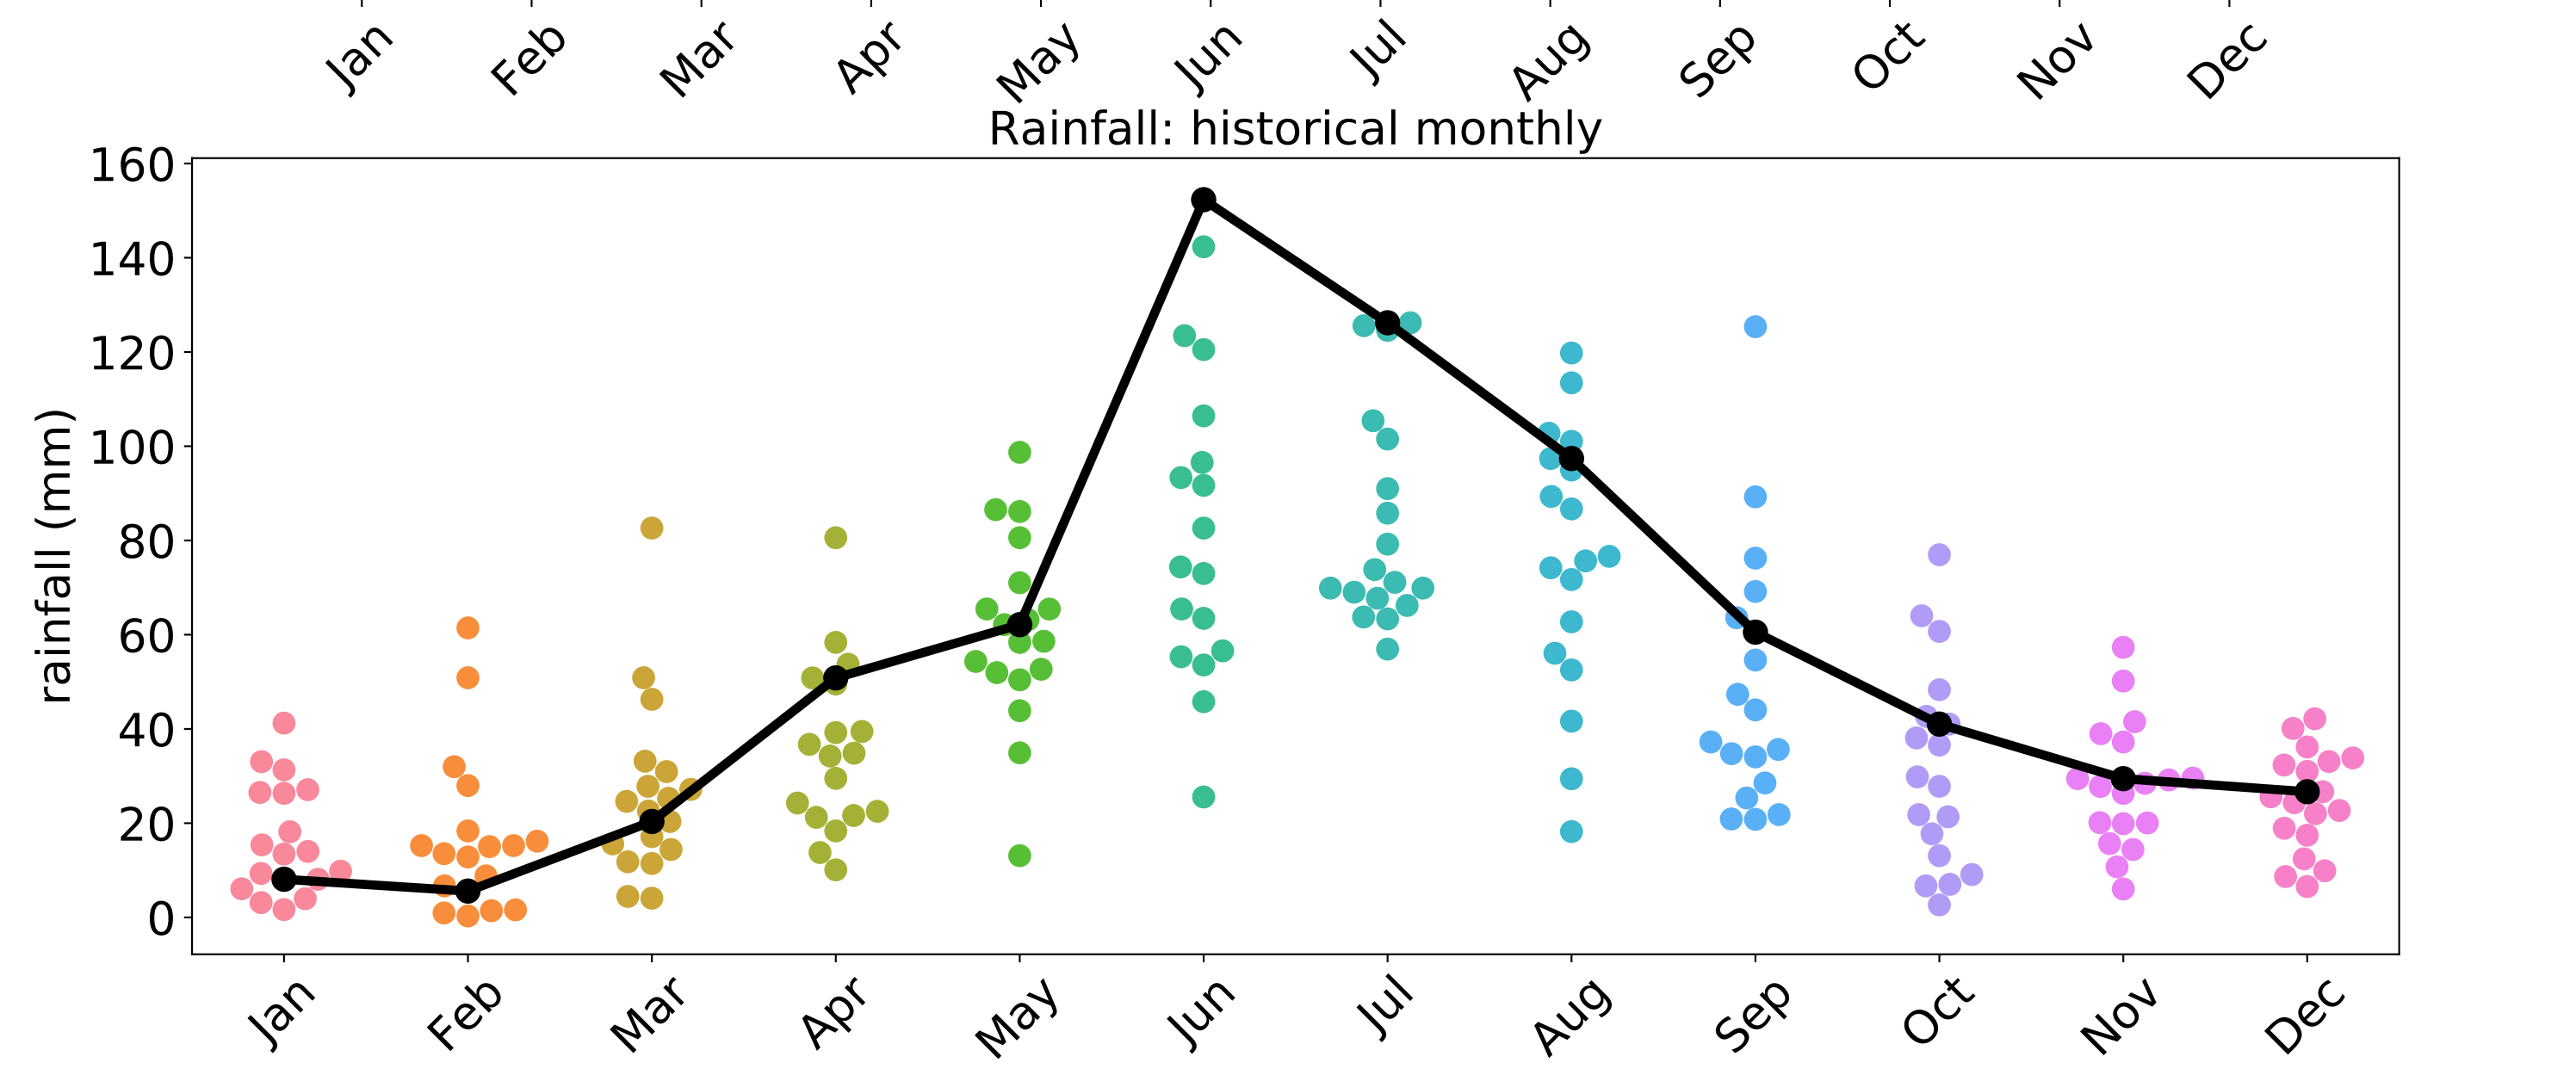 Jan Feb Mar Apr May Jun Jul Aug Sep Oct Nov Dec
Rainfall: historical monthly
rainfall (mm)
160
140
120
100
80
60
40
20
0
Jan Feb Mar Apr May Jun Jul Aug Sep Oct Nov Dec